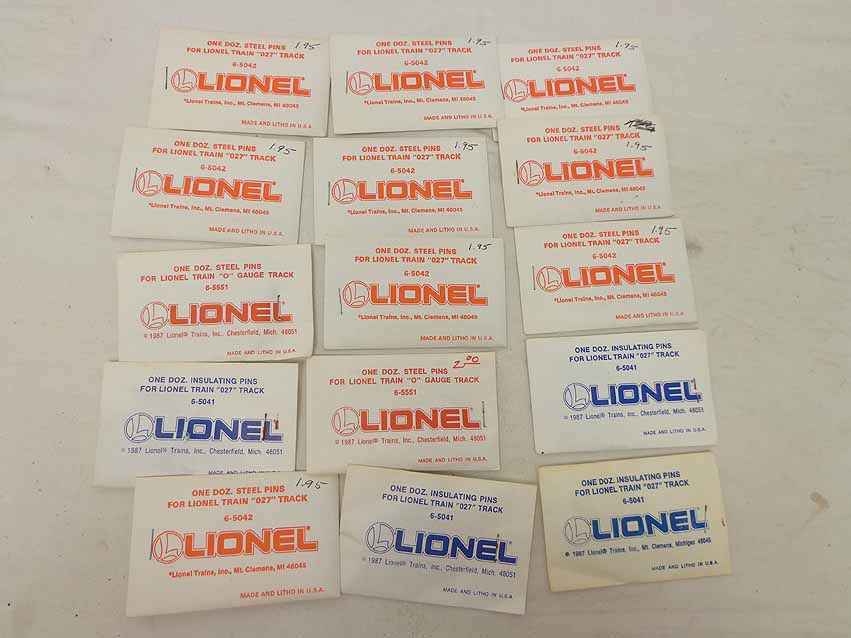 ONE DOZ. STEEL PINS 1.95
FOR LIONEL TRAIN "027" TRACK
6-5042
LIONEL®
*Lionel Trains, Inc., Mt. Clemens, MI 48045
MADE AND LITHO IN U.S.A.
ONE DOZ. STEEL PINS 1.95
FOR LIONEL TRAIN "027" TRACK
6-5042
LIONEL®
*Lionel Trains, Inc., Mt. Clemens, MI 48045
MADE AND LITHO IN U.S.A.
ONE DOZ. STEEL PINS 1.95
FOR LIONEL TRAIN "027" TRACK
6-5042
LIONEL®
*Lionel Trains, Inc., Mt. Clemens, MI 48045
ONE DOZ. STEEL PINS 1.95
FOR LIONEL TRAIN "027" TRACK
6-5042
LIONEL®
*Lionel Trains, Inc., Mt. Clemens, MI 48045
MADE AND LITHO IN U.S.A.
ONE DOZ. STEEL PINS 1.95
FOR LIONEL TRAIN "027" TRACK
6-5042
LIONEL®
*Lionel Trains, Inc., Mt. Clemens, MI 48045
MADE AND LITHO IN U.S.A.
ONE DOZ. STEEL PINS
FOR LIONEL TRAIN "027" TRACK
6-5042 1.95
LIONEL®
*Lionel Trains, Inc., Mt. Clemens, MI 48045
MADE AND LITHO IN U.S.A.
ONE DOZ. STEEL PINS
FOR LIONEL TRAIN "O" GAUGE TRACK
6-5551
LIONEL®
© 1987 Lionel® Trains, Inc., Chesterfield, Mich. 48051
MADE AND LITHO IN U.S.A.
ONE DOZ. STEEL PINS 1.95
FOR LIONEL TRAIN "027" TRACK
6-5042
LIONEL®
*Lionel Trains, Inc., Mt. Clemens, MI 48045
MADE AND LITHO IN U.S.A.
ONE DOZ. STEEL PINS 1.95
FOR LIONEL TRAIN "027" TRACK
6-5042
LIONEL®
*Lionel Trains, Inc., Mt. Clemens, MI 48045
MADE AND LITHO IN U.S.A.
ONE DOZ. INSULATING PINS
FOR LIONEL TRAIN "027" TRACK
6-5041
LIONEL
© 1987 Lionel® Trains, Inc., Chesterfield, Mich. 48051
MADE AND LITHO IN U.S.A.
ONE DOZ. STEEL PINS 2.00
FOR LIONEL TRAIN "O" GAUGE TRACK
6-5551
LIONEL®
© 1987 Lionel® Trains, Inc., Chesterfield, Mich. 48051
MADE AND LITHO IN U.S.A.
ONE DOZ. INSULATING PINS
FOR LIONEL TRAIN "027" TRACK
6-5041
LIONEL
© 1987 Lionel® Trains, Inc., Chesterfield, Mich. 48051
MADE AND LITHO IN U.S.A.
ONE DOZ. STEEL PINS 1.95
FOR LIONEL TRAIN "027" TRACK
6-5042
LIONEL®
*Lionel Trains, Inc., Mt. Clemens, MI 48045
MADE AND LITHO IN U.S.A.
ONE DOZ. INSULATING PINS
FOR LIONEL TRAIN "027" TRACK
6-5041
LIONEL®
© 1987 Lionel® Trains, Inc., Chesterfield, Mich. 48051
MADE AND LITHO IN U.S.A.
ONE DOZ. INSULATING PINS
FOR LIONEL TRAIN "027" TRACK
6-5041
LIONEL
© 1987 Lionel® Trains, Inc., Mt. Clemens, Michigan 48045
MADE AND LITHO IN U.S.A.